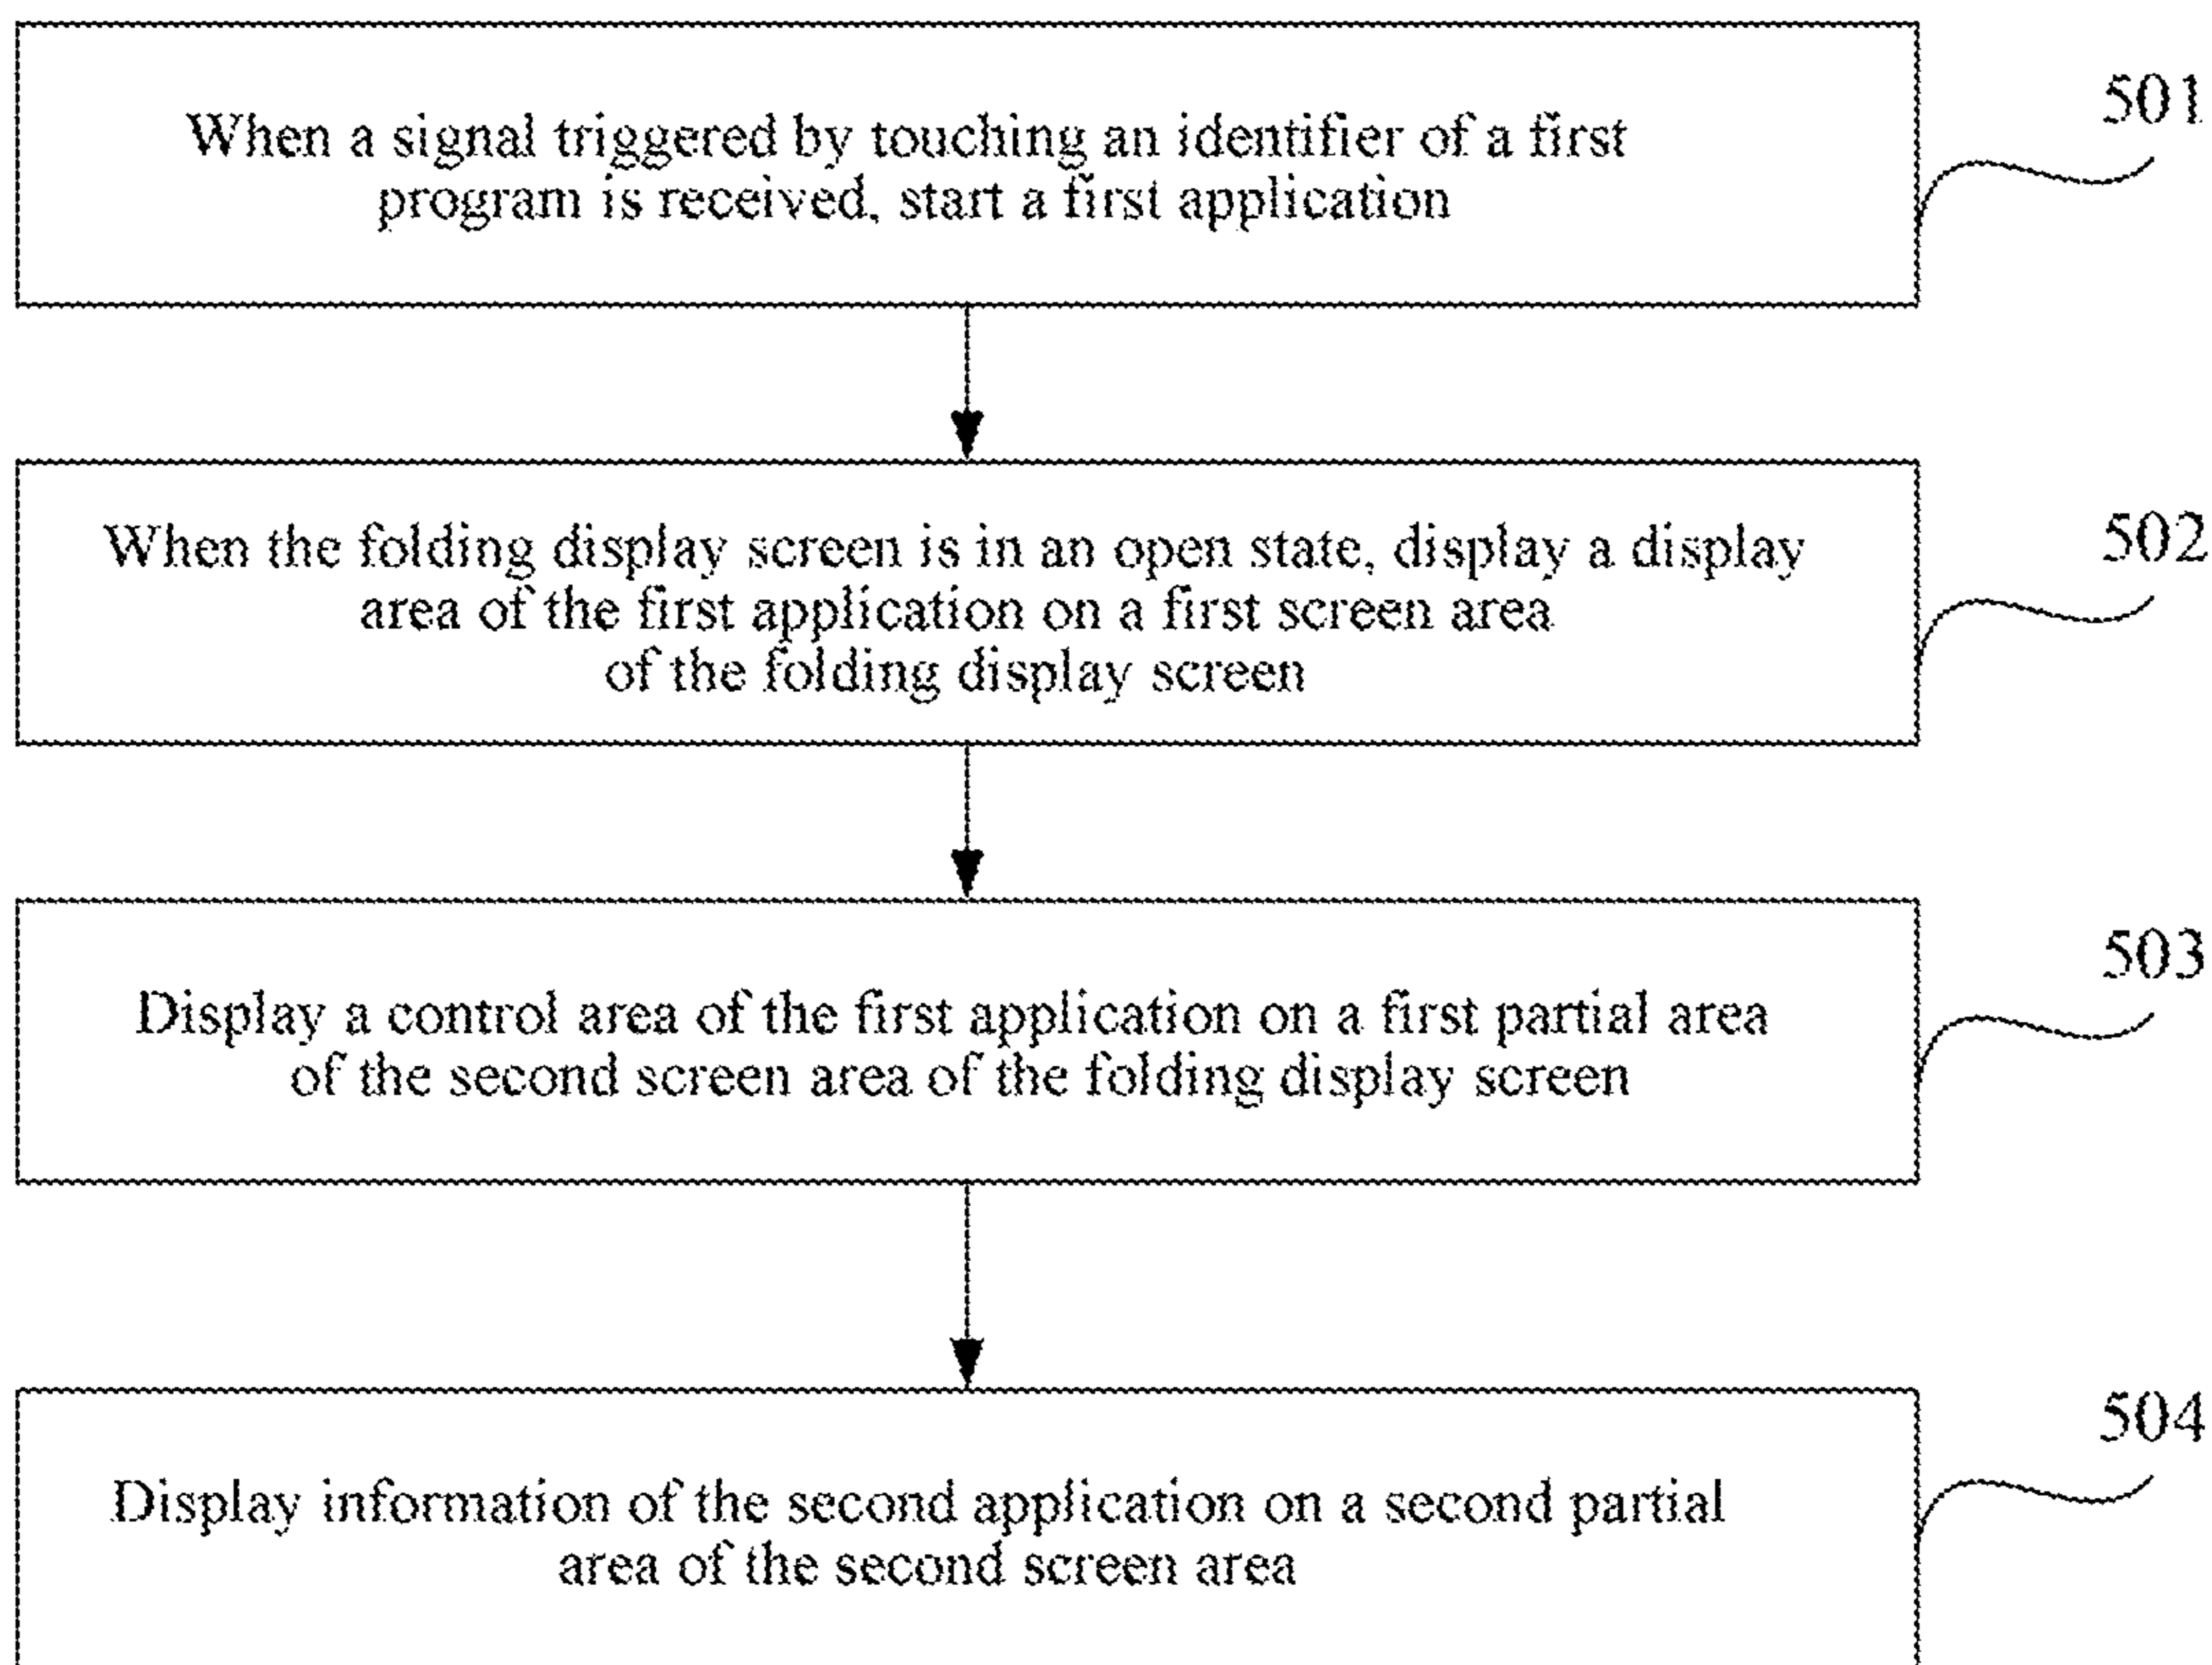 When a signal triggered by touching an identifier of a first
program is received, start a first application
501
When the folding display screen is in an open state, display a display
area of the first application on a first screen area
of the folding display screen
502
Display a control area of the first application on a first partial area
of the second screen area of the folding display screen
503
Display information of the second application on a second partial
area of the second screen area
504